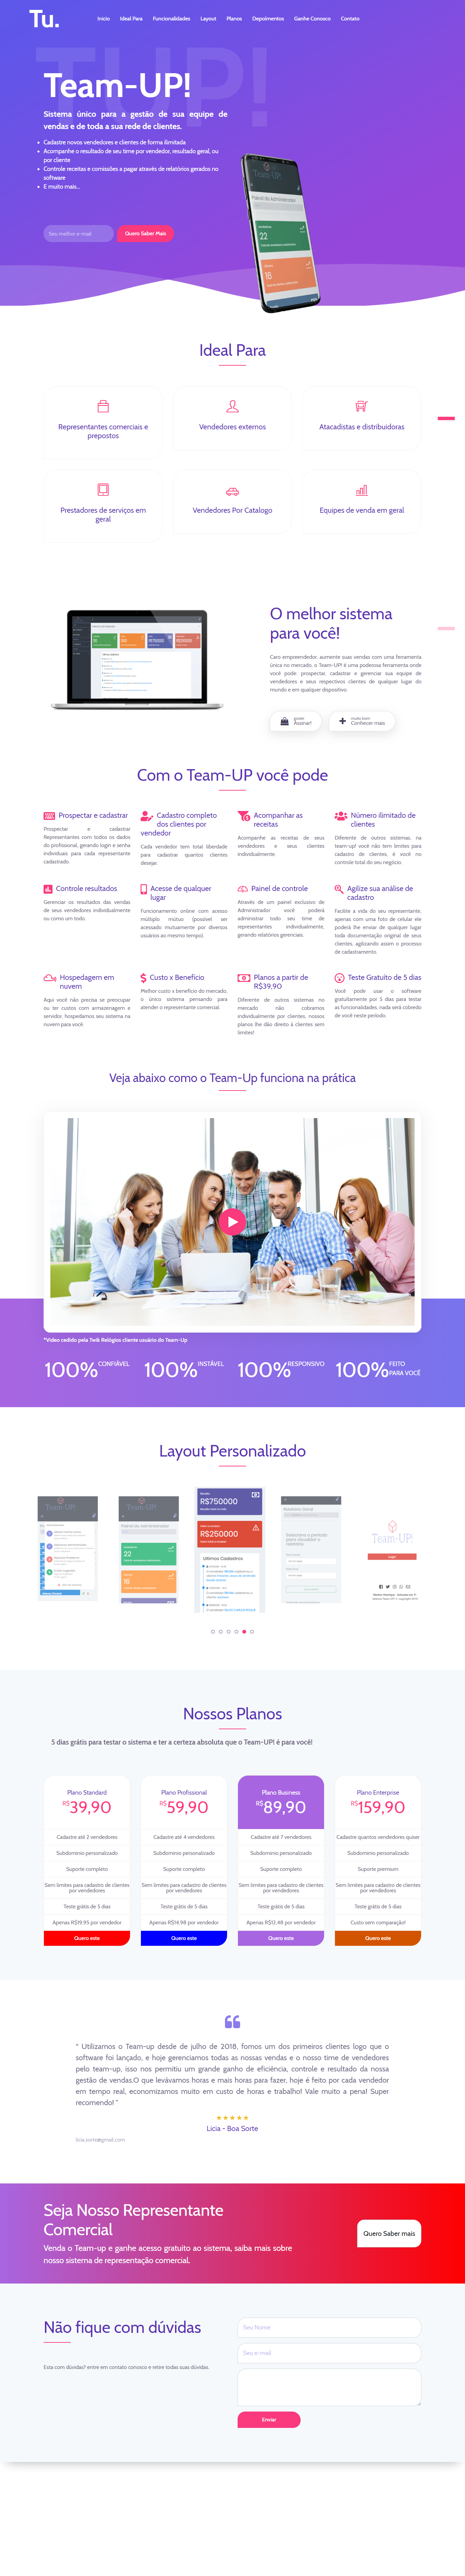 Tu.
Inicio Ideal Para Funcionalidades Layout Planos Depoimentos Ganhe Conosco Contato
TUP!
Team-UP!
Sistema único para a gestão de sua equipe de
vendas e de toda a sua rede de clientes.
Cadastre novos vendedores e clientes de forma ilimitada
Acompanhe o resultado de seu time por vendedor, resultado geral, ou
por cliente
Controle receitas e comissões a pagar através de relatórios gerados no
software
E muito mais...
Seu melhor e-mail
Quero Saber Mais
Ideal Para
Representantes comerciais e
prepostos
Vendedores externos
Atacadistas e distribuidoras
Prestadores de serviços em
geral
Vendedores Por Catalogo
Equipes de venda em geral
O melhor sistema
para você!
Caro empreendedor, aumente suas vendas com uma ferramenta
única no mercado, o Team-UP! é uma poderosa ferramenta onde
você pode: prospectar, cadastrar e gerenciar sua equipe de
vendedores e seus respectivos clientes de qualquer lugar do
mundo e em qualquer dispositivo.
gostei
Assinar!
muito bom
Conhecer mais
Com o Team-UP você pode
Prospectar e cadastrar
Prospectar e cadastrar
Representantes com todos os dados
do profissional, gerando login e senha
individuais para cada representante
cadastrado.
Cadastro completo
dos clientes por
vendedor
Cada vendedor tem total liberdade
para cadastrar quantos clientes
desejar.
Acompanhar as
receitas
Acompanhe as receitas de seus
vendedores e seus clientes
individualmente.
Número ilimitado de
clientes
Diferente de outros sistemas, na
team-up! você não tem limites para
cadastro de clientes, é você no
controle total do seu negócio.
Controle resultados
Gerenciar os resultados das vendas
de seus vendedores individualmente
ou como um todo.
Acesse de qualquer
lugar
Funcionamento online com acesso
múltiplo mútuo (possível ser
acessado mutuamente por diversos
usuários ao mesmo tempo).
Painel de controle
Através de um painel exclusivo de
Administrador você poderá
administrar todo seu time de
representantes individualmente,
gerando relatórios gerenciais.
Agilize sua análise de
cadastro
Facilite a vida do seu representante,
apenas com uma foto de celular ele
poderá lhe enviar de qualquer lugar
toda documentação original de seus
clientes, agilizando assim o processo
de cadastramento.
Hospedagem em
nuvem
Aqui você não precisa se preocupar
ou ter custos com armazenagem e
servidor, hospedamos seu sistema na
nuvem para você.
Custo x Benefício
Melhor custo x benefício do mercado,
o único sistema pensando para
atender o representante comercial.
Planos a partir de
R$39,90
Diferente de outros sistemas no
mercado não cobramos
individualmente por clientes, nossos
planos lhe dão direito à clientes sem
limites!
Teste Gratuíto de 5 dias
Você pode usar o software
gratuitamente por 5 dias para testar
as funcionalidades, nada será cobrado
de você neste período.
Veja abaixo como o Team-Up funciona na prática
*Video cedido pela Twik Relógios cliente usuário do Team-Up
100% CONFIÁVEL
100% INSTÁVEL
100% RESPONSIVO
100% FEITO
PARA VOCÊ
Layout Personalizado
Team-UP!
Painel do Administrador
22
16
R$750000
R$250000
Ultimos Cadastros
Relatório Geral
Selecione o período
para visualizar o
relatório
Team-UP!
Nossos Planos
5 dias grátis para testar o sistema e ter a certeza absoluta que o Team-UP! é para você!
Plano Standard
R$39,90
Cadastre até 2 vendedores
Subdominio personalizado
Suporte completo
Sem limites para cadastro de clientes
por vendedores
Teste grátis de 5 dias
Apenas R$19,95 por vendedor
Quero este
Plano Profissional
R$59,90
Cadastre até 4 vendedores
Subdominio personalizado
Suporte completo
Sem limites para cadastro de clientes
por vendedores
Teste grátis de 5 dias
Apenas R$14,98 por vendedor
Quero este
Plano Business
R$89,90
Cadastre até 7 vendedores
Subdominio personalizado
Suporte completo
Sem limites para cadastro de clientes
por vendedores
Teste grátis de 5 dias
Apenas R$12,48 por vendedor
Quero este
Plano Enterprise
R$159,90
Cadastre quantos vendedores quiser
Subdominio personalizado
Suporte premium
Sem limites para cadastro de clientes
por vendedores
Teste grátis de 5 dias
Custo sem comparação!
Quero este
" Utilizamos o Team-up desde de julho de 2018, fomos um dos primeiros clientes logo que o
software foi lançado, e hoje gerenciamos todas as nossas vendas e o nosso time de vendedores
pelo team-up, isso nos permitiu um grande ganho de eficiência, controle e resultado da nossa
gestão de vendas.O que levávamos horas e mais horas para fazer, hoje é feito por cada vendedor
em tempo real, economizamos muito em custo de horas e trabalho! Vale muito a pena! Super
recomendo! "
Licia - Boa Sorte
licia.sorte@gmail.com
Seja Nosso Representante
Comercial
Venda o Team-up e ganhe acesso gratuito ao sistema, saiba mais sobre
nosso sistema de representação comercial.
Quero Saber mais
Não fique com dúvidas
Esta com dúvidas? entre em contato conosco e retire todas suas dúvidas.
Seu Nome
Seu e-mail
Enviar